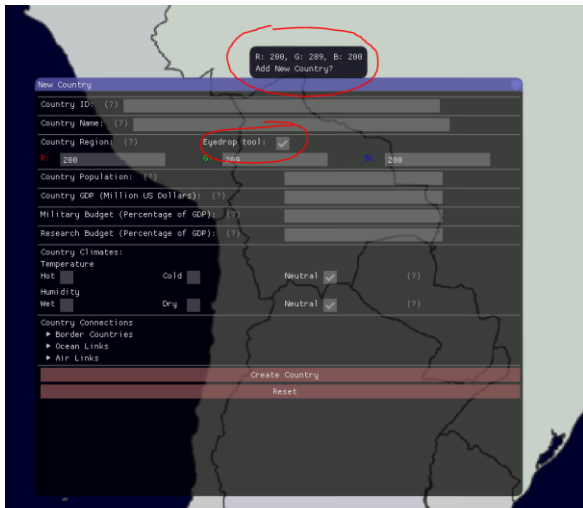 R: 200, G: 209, B: 200
Add New Country?
New Country
Country ID: (?)
Country Name: (?)
Country Region: (?) Eyedrop tool:
R: 200 G: 209 B: 200
Country Population: (?)
Country GDP (Million US Dollars): (?)
Military Budget (Percentage of GDP): (?)
Research Budget (Percentage of GDP): (?)
Country Climates:
Temperature
Hot Cold Neutral (?)
Humidity
Wet Dry Neutral (?)
Country Connections
Border Countries
Ocean Links
Air Links
Create Country
Reset